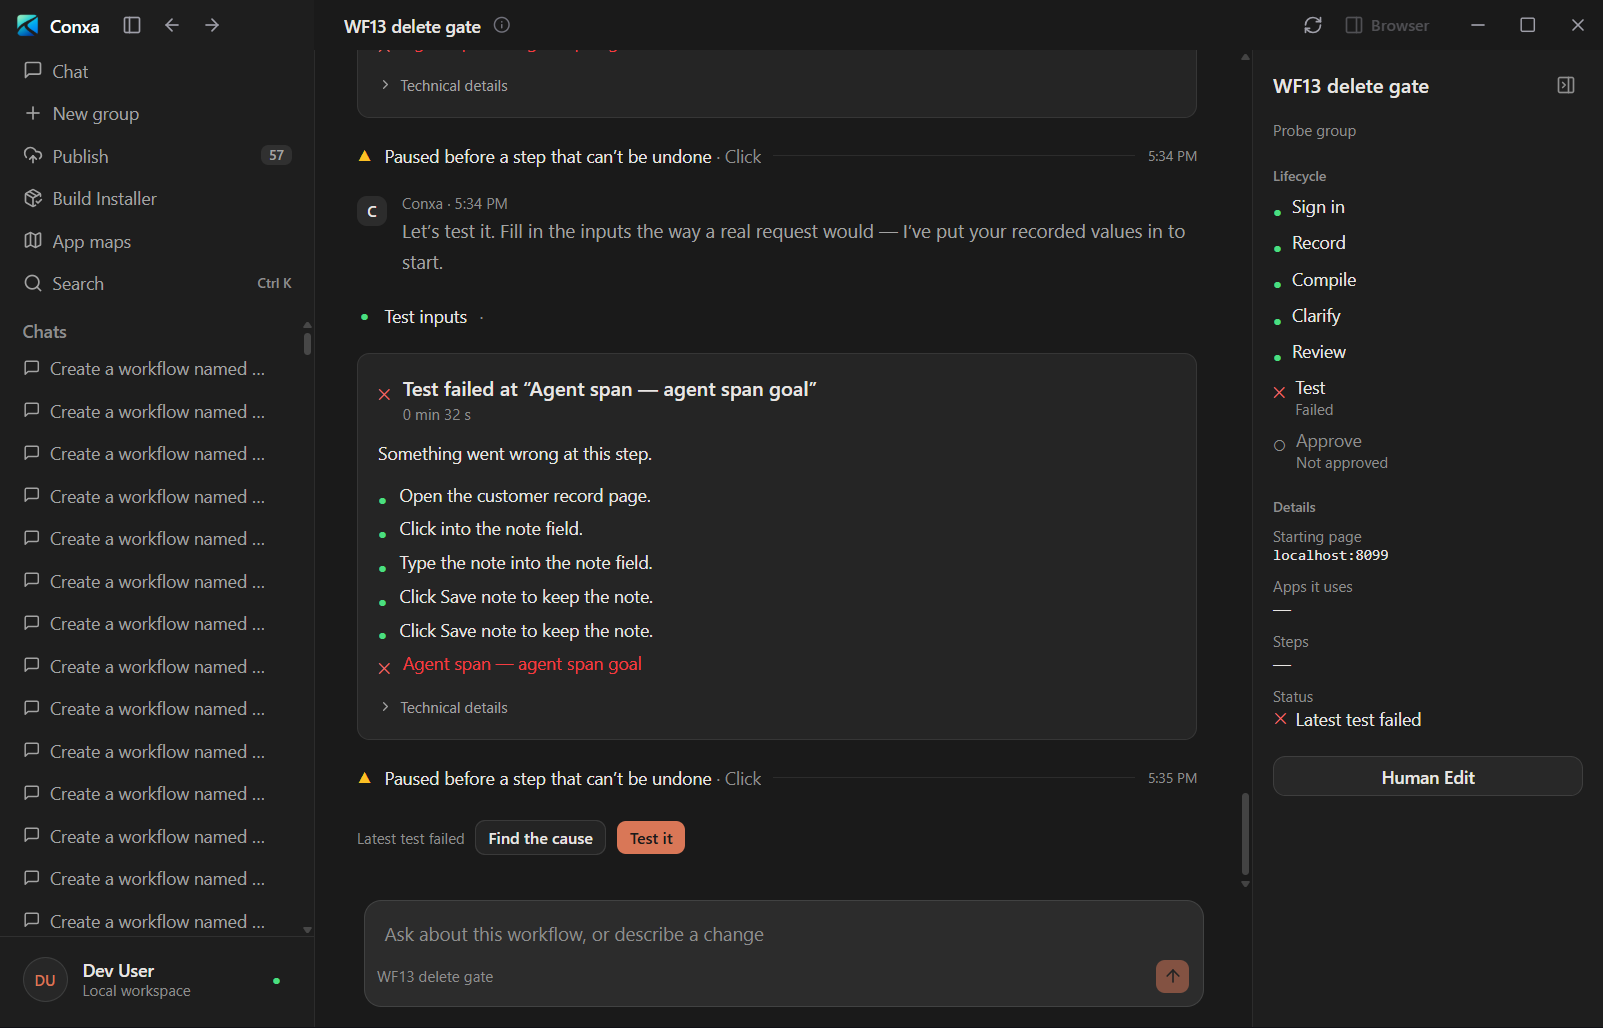 Conxa
WF13 delete gate
Browser
Chat
New group
Publish 57
Build Installer
App maps
Search Ctrl K
Chats
Create a workflow named ...
Create a workflow named ...
Create a workflow named ...
Create a workflow named ...
Create a workflow named ...
Create a workflow named ...
Create a workflow named ...
Create a workflow named ...
Create a workflow named ...
Create a workflow named ...
Create a workflow named ...
Create a workflow named ...
Create a workflow named ...
Create a workflow named ...
DU
Dev User
Local workspace
Technical details
Paused before a step that can’t be undone · Click 5:34 PM
C
Conxa · 5:34 PM
Let’s test it. Fill in the inputs the way a real request would — I’ve put your recorded values in to
start.
Test inputs ·
Test failed at “Agent span — agent span goal”
0 min 32 s
Something went wrong at this step.
Open the customer record page.
Click into the note field.
Type the note into the note field.
Click Save note to keep the note.
Click Save note to keep the note.
Agent span — agent span goal
Technical details
Paused before a step that can’t be undone · Click 5:35 PM
Latest test failed Find the cause Test it
Ask about this workflow, or describe a change
WF13 delete gate
WF13 delete gate
Probe group
Lifecycle
Sign in
Record
Compile
Clarify
Review
Test
Failed
Approve
Not approved
Details
Starting page
localhost:8099
Apps it uses
—
Steps
—
Status
Latest test failed
Human Edit